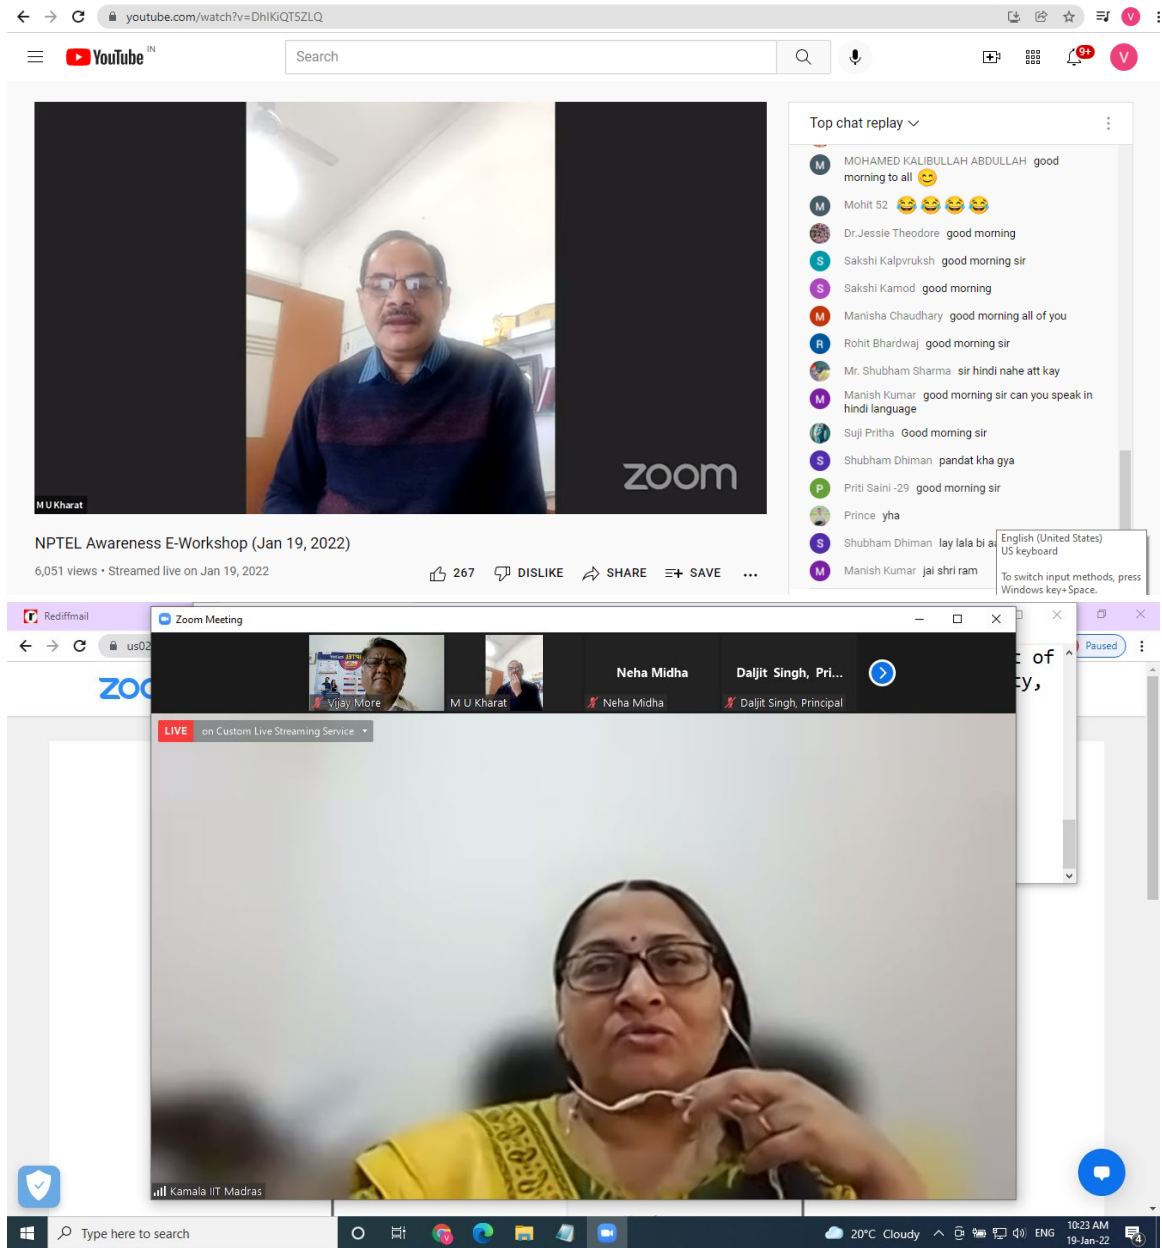 youtube.com/watch?v=DhIKiQT5ZLQ
V
YouTube IN
Search
9+
V
M U Kharat
zoom
NPTEL Awareness E-Workshop (Jan 19, 2022)
6,051 views • Streamed live on Jan 19, 2022
267 DISLIKE SHARE SAVE ...
Top chat replay
M MOHAMED KALIBULLAH ABDULLAH good
morning to all 😊
M Mohit 52 😂😂😂😂
Dr.Jessie Theodore good morning
S Sakshi Kalpvruksh good morning sir
S Sakshi Kamod good morning
M Manisha Chaudhary good morning all of you
R Rohit Bhardwaj good morning sir
Mr. Shubham Sharma sir hindi nahe att kay
M Manish Kumar good morning sir can you speak in
hindi language
Suji Pritha Good morning sir
S Shubham Dhiman pandat kha gya
P Priti Saini -29 good morning sir
Prince yha
S Shubham Dhiman lay lala bi
M Manish Kumar jai shri ram
English (United States)
US keyboard
To switch input methods, press
Windows key+Space.
Rediffmail
Zoom Meeting
us02
Paused
zoo
of
ty,
Neha Midha
Daljit Singh, Pri...
Vijay More
M U Kharat
Neha Midha
Daljit Singh, Principal
LIVE on Custom Live Streaming Service
Kamala IIT Madras
Type here to search
20°C Cloudy
ENG
10:23 AM
19-Jan-22
4